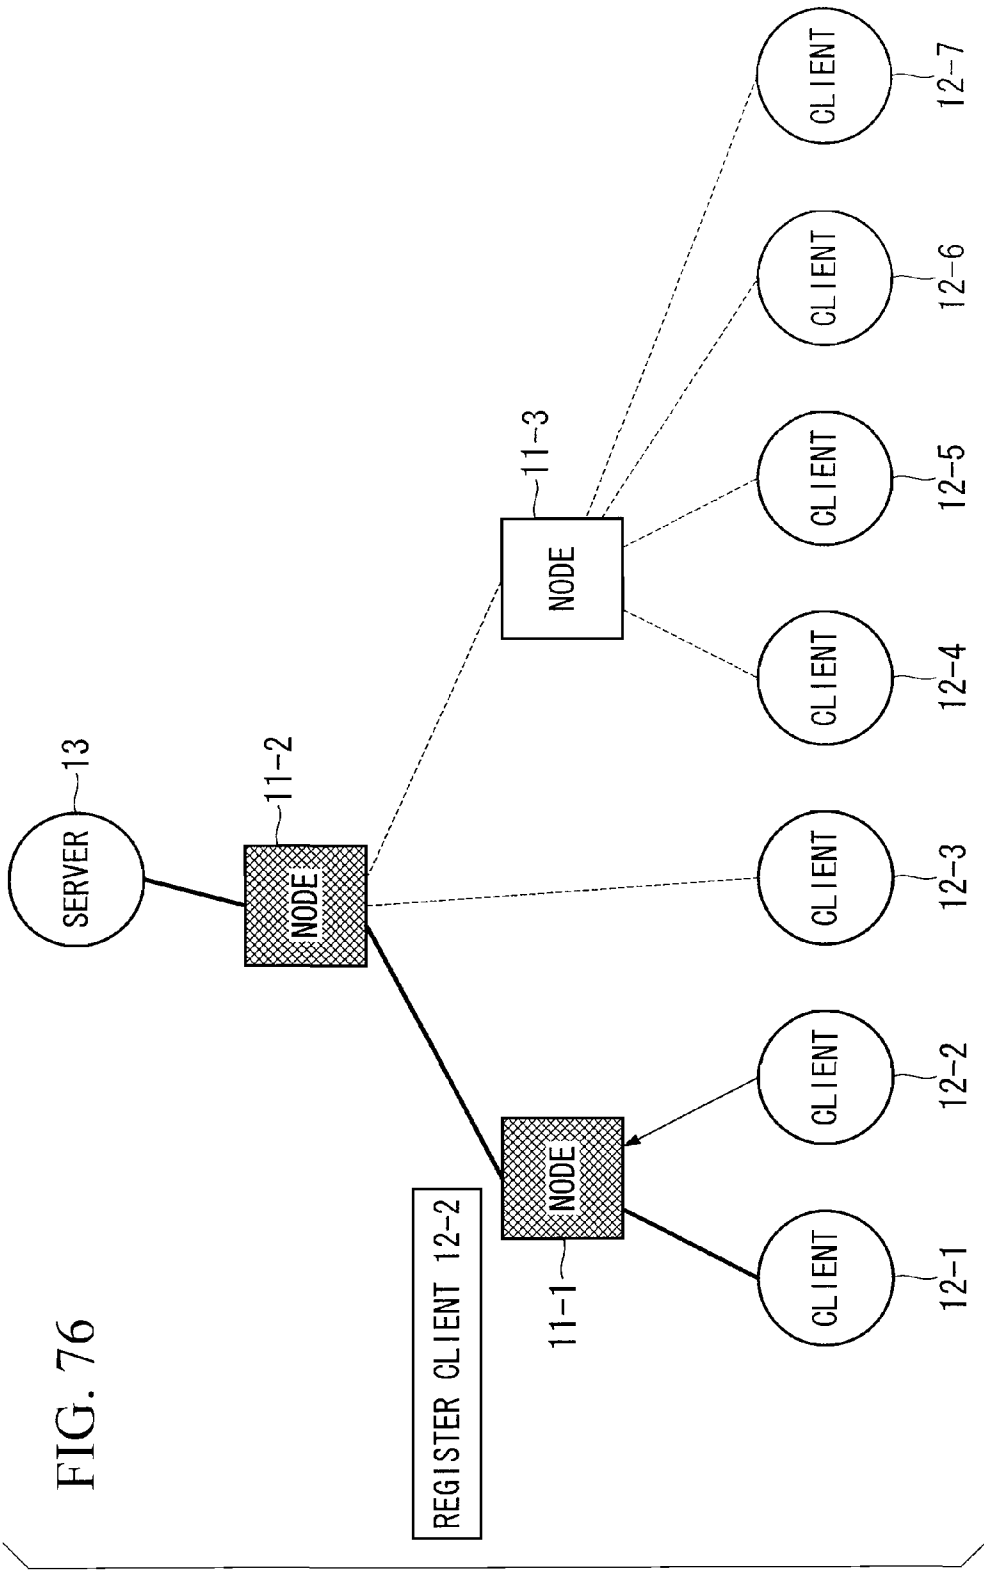 FIG. 76
SERVER
13
NODE
11-2
REGISTER CLIENT 12-2
NODE
11-1
NODE
11-3
CLIENT
12-1
CLIENT
12-2
CLIENT
12-3
CLIENT
12-4
CLIENT
12-5
CLIENT
12-6
CLIENT
12-7